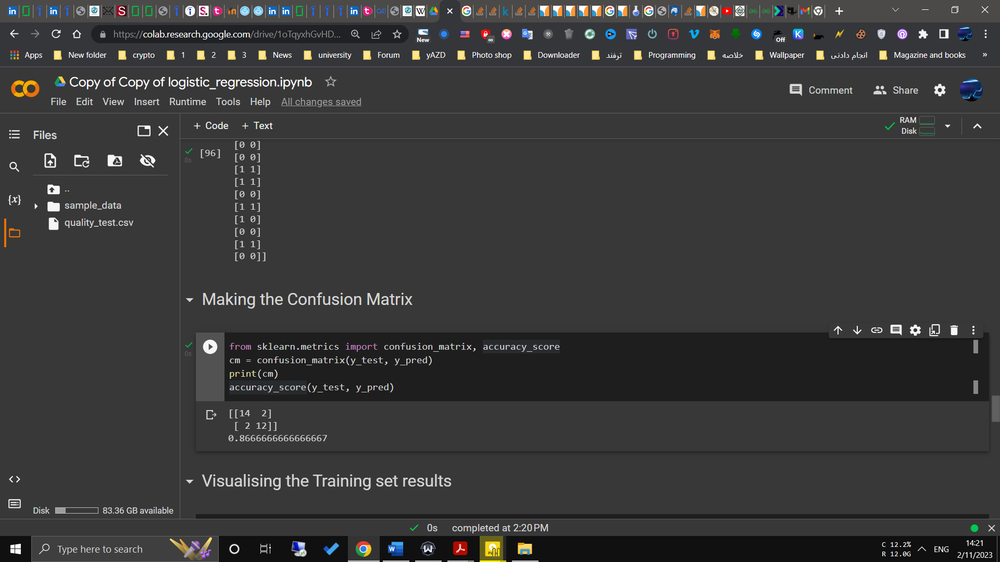 https://colab.research.google.com/drive/1oTqyxhGvHD...
New
Off
Apps
New folder
crypto
1
2
3
News
university
Forum
yAZD
Photo shop
Downloader
ترفند
Programming
خلاصه
Wallpaper
انجام دادنی
Magazine and books
»
Copy of Copy of logistic_regression.ipynb
Comment
Share
File Edit View Insert Runtime Tools Help All changes saved
Files
+ Code + Text
RAM
Disk
..
sample_data
quality_test.csv
{x}
[96]
0s
[0 0]
[0 0]
[1 1]
[1 1]
[0 0]
[1 1]
[1 0]
[0 0]
[1 1]
[0 0]]
Making the Confusion Matrix
0s
from sklearn.metrics import confusion_matrix, accuracy_score
cm = confusion_matrix(y_test, y_pred)
print(cm)
accuracy_score(y_test, y_pred)
[[14  2]
[ 2 12]]
0.8666666666666667
Visualising the Training set results
Disk 83.36 GB available
0s completed at 2:20 PM
Type here to search
C 12.2%
R 12.0G
ENG
14:21
2/11/2023